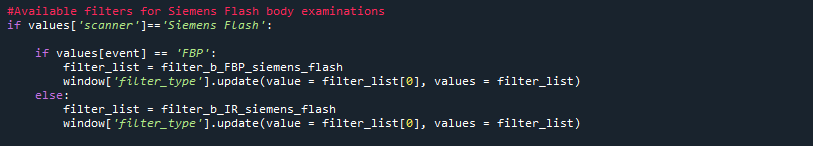 #Available filters for Siemens Flash body examinations
if values['scanner']=='Siemens Flash':
if values[event] == 'FBP':
filter_list = filter_b_FBP_siemens_flash
window['filter_type'].update(value = filter_list[0], values = filter_list)
else:
filter_list = filter_b_IR_siemens_flash
window['filter_type'].update(value = filter_list[0], values = filter_list)